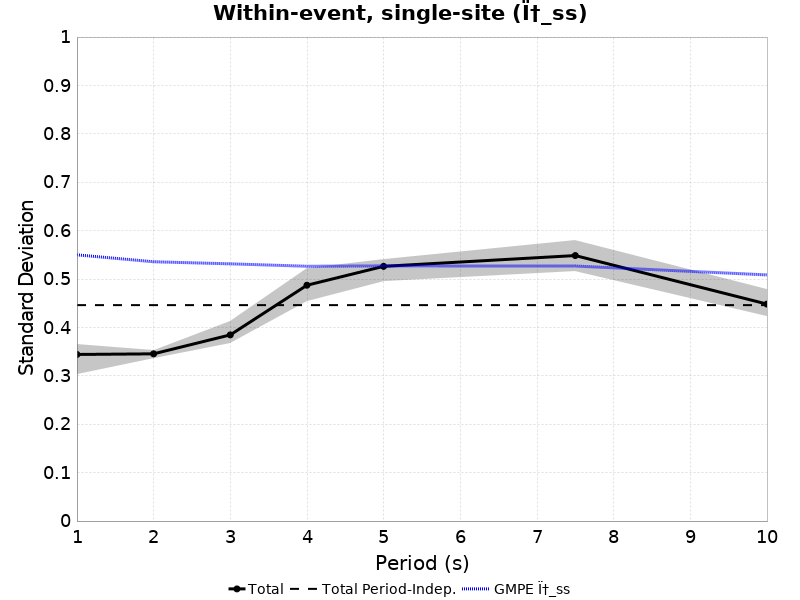 Within-event, single-site (Ï†_ss)
1
0.9
0.8
0.7
0.6
0.5
0.4
0.3
0.2
0.1
0
Standard Deviation
1 2 3 4 5 6 7 8 9 10
Period (s)
Total Total Period-Indep. GMPE Ï†_ss